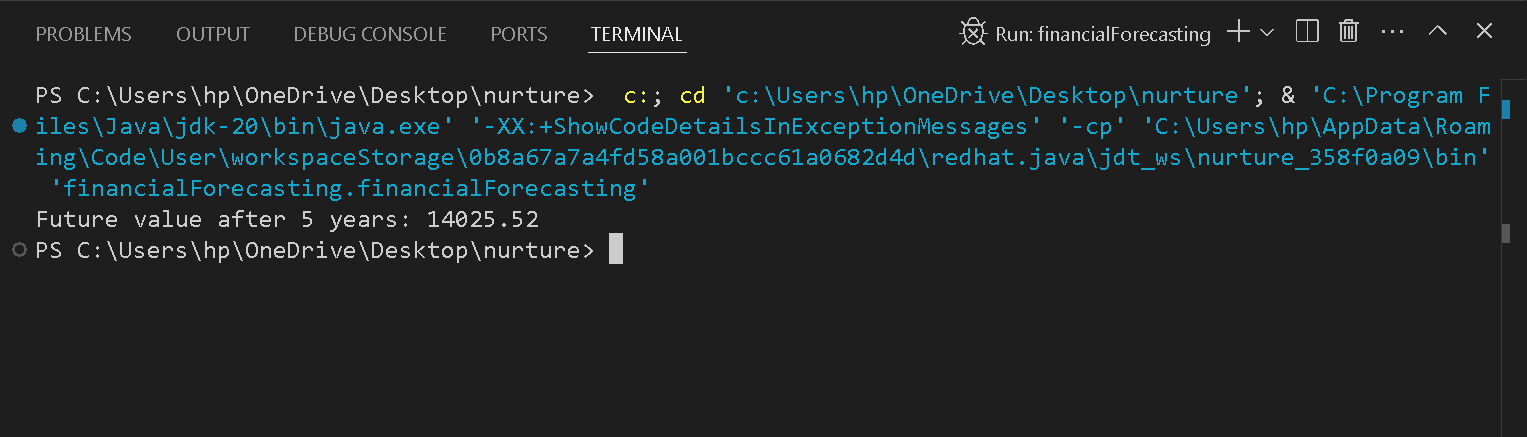 PROBLEMS OUTPUT DEBUG CONSOLE PORTS TERMINAL Run: financialForecasting
PS C:\Users\hp\OneDrive\Desktop\nurture>  c:; cd 'c:\Users\hp\OneDrive\Desktop\nurture'; & 'C:\Program F
iles\Java\jdk-20\bin\java.exe' '-XX:+ShowCodeDetailsInExceptionMessages' '-cp' 'C:\Users\hp\AppData\Roam
ing\Code\User\workspaceStorage\0b8a67a7a4fd58a001bccc61a0682d4d\redhat.java\jdt_ws\nurture_358f0a09\bin'
 'financialForecasting.financialForecasting'
Future value after 5 years: 14025.52
PS C:\Users\hp\OneDrive\Desktop\nurture>